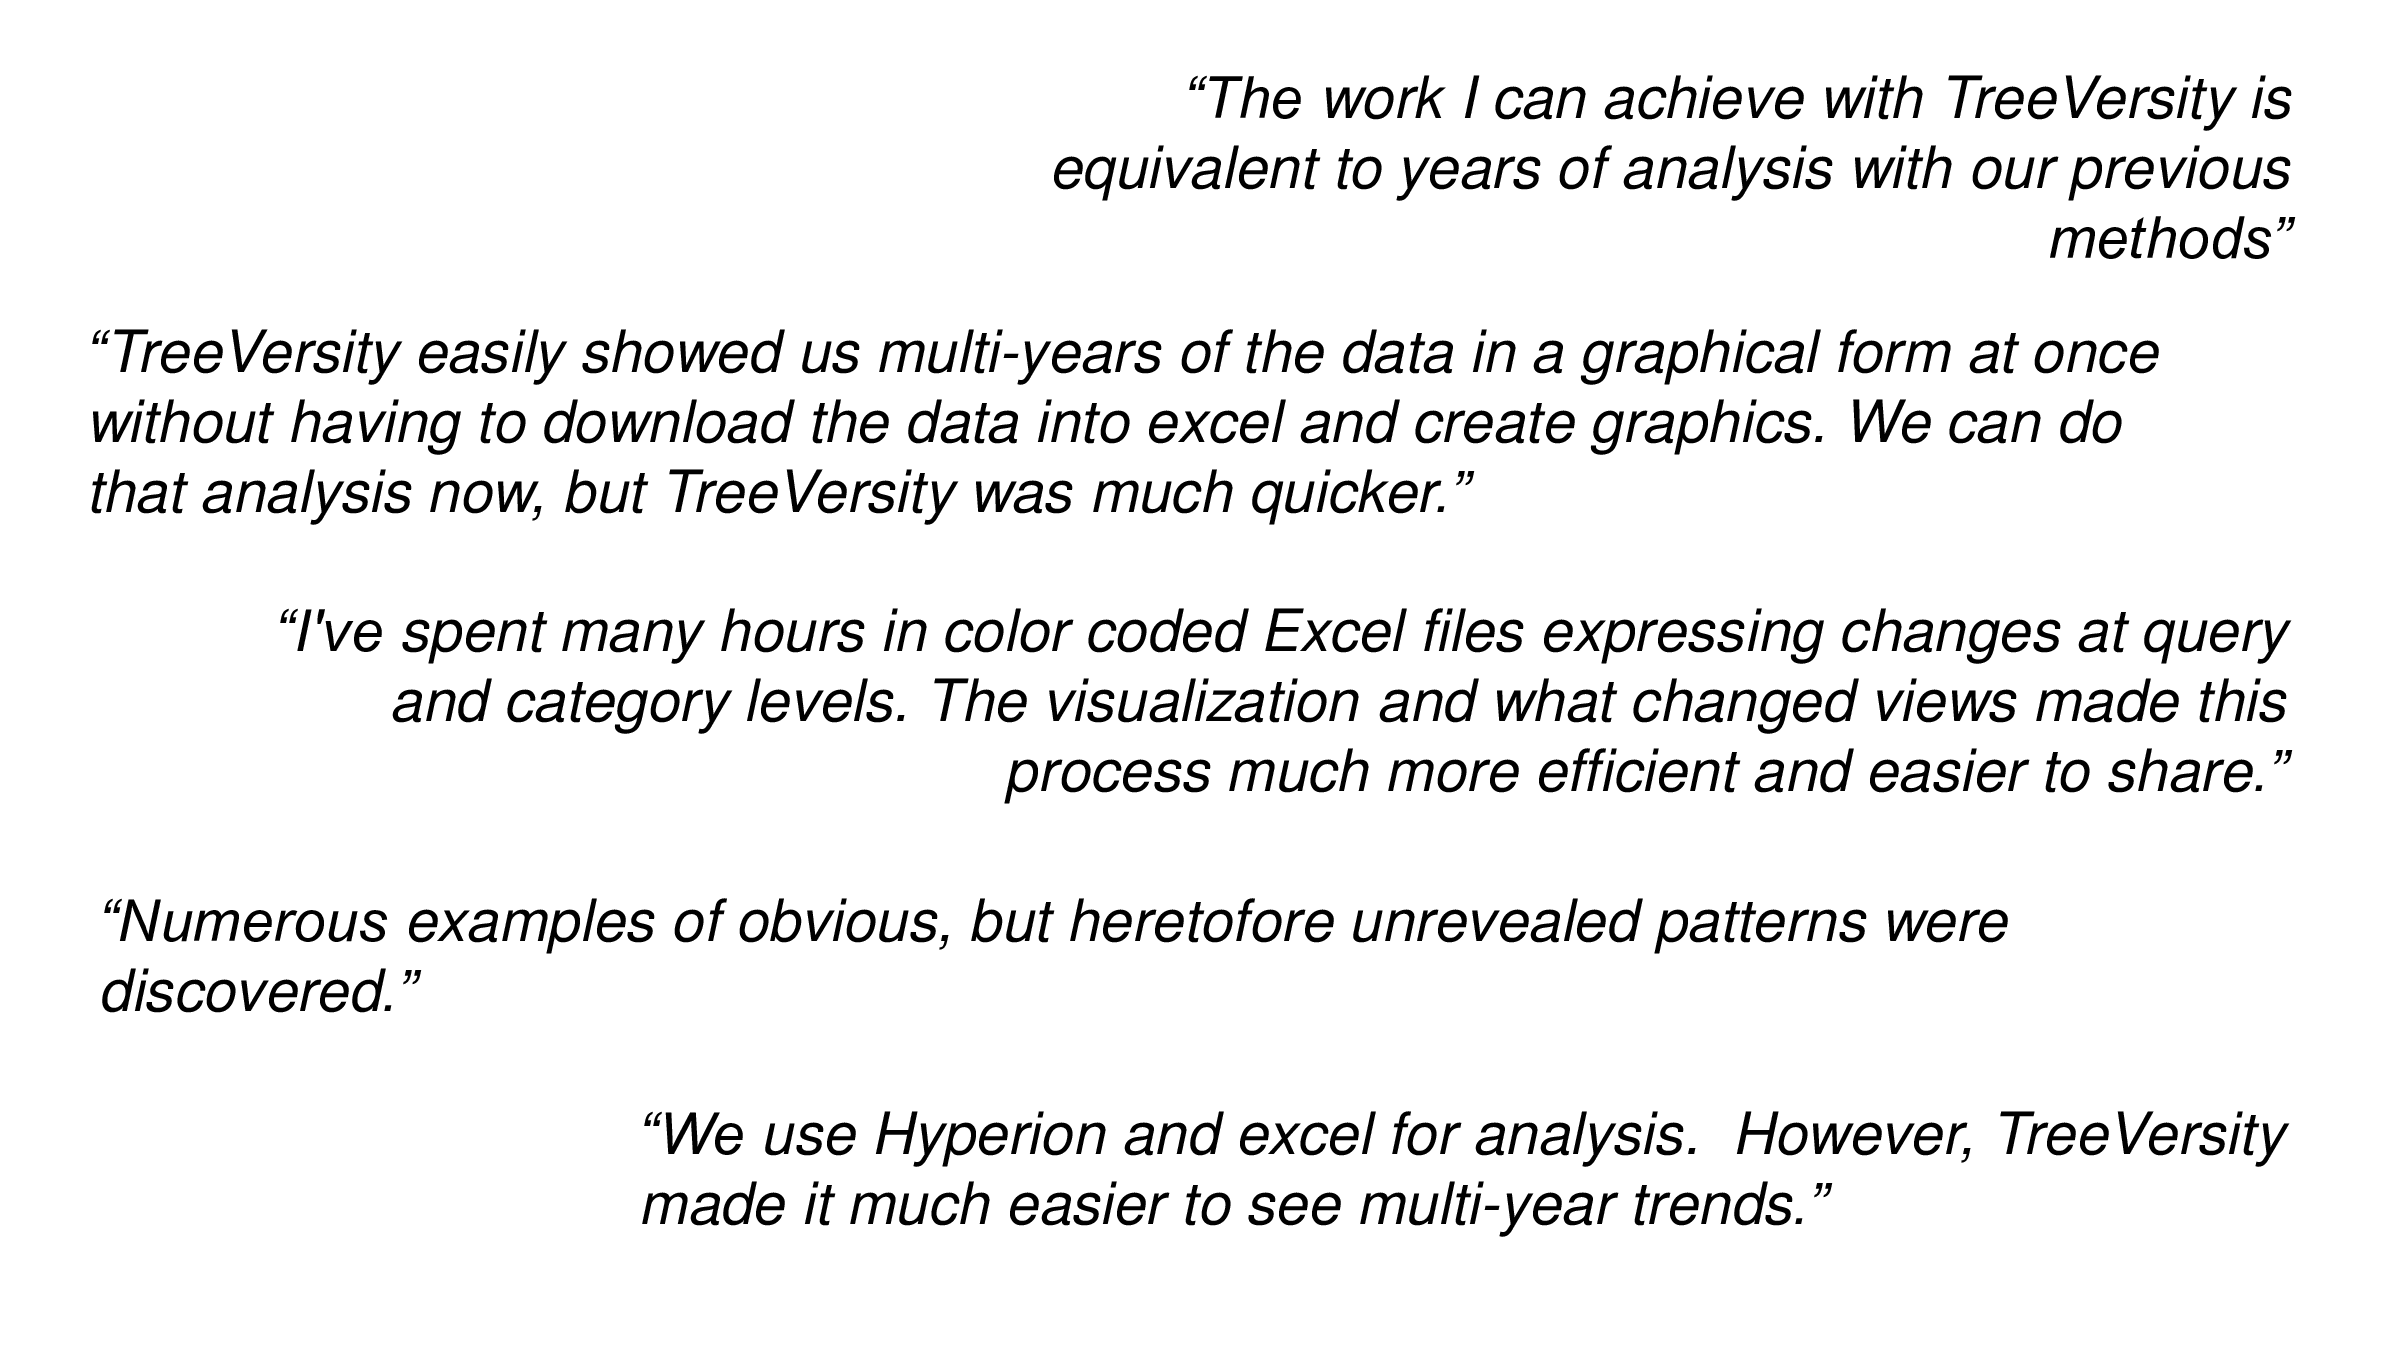 “The work I can achieve with TreeVersity is
equivalent to years of analysis with our previous
methods”
“TreeVersity easily showed us multi-years of the data in a graphical form at once
without having to download the data into excel and create graphics. We can do
that analysis now, but TreeVersity was much quicker.”
“I've spent many hours in color coded Excel files expressing changes at query
and category levels. The visualization and what changed views made this
process much more efficient and easier to share.”
“Numerous examples of obvious, but heretofore unrevealed patterns were
discovered.”
“We use Hyperion and excel for analysis.  However, TreeVersity
made it much easier to see multi-year trends.”